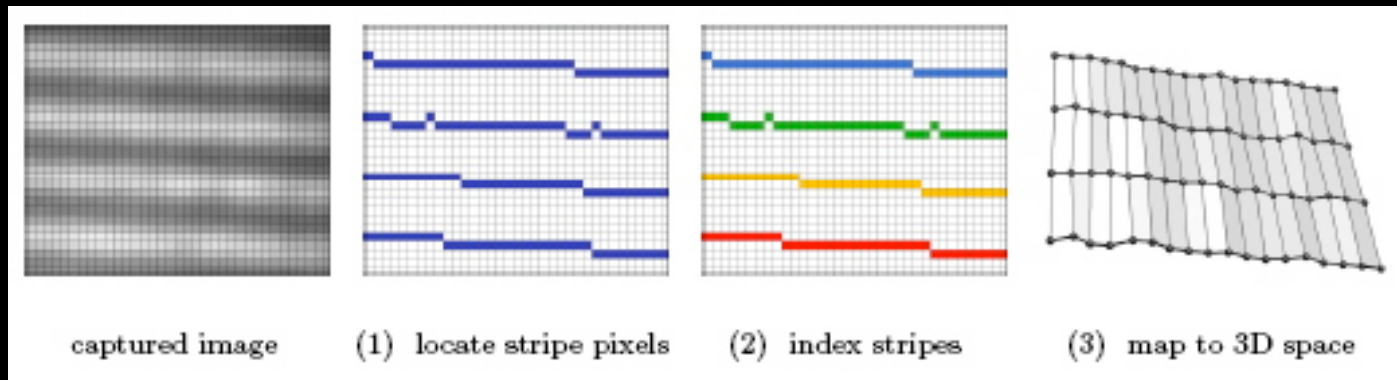 captured image
(1) locate stripe pixels
(2) index stripes
(3) map to 3D space